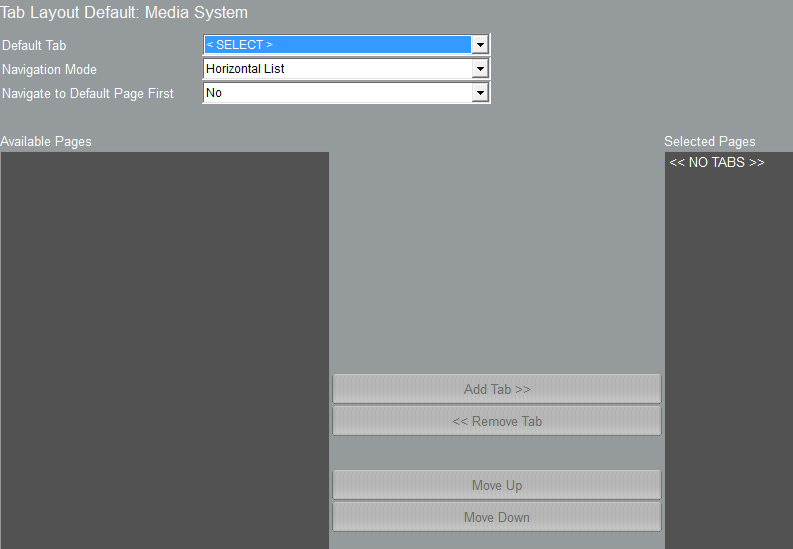 Tab Layout Default: Media System
Default Tab
< SELECT >
Navigation Mode
Horizontal List
Navigate to Default Page First
No
Available Pages
Selected Pages
<< NO TABS >>
Add Tab >>
<< Remove Tab
Move Up
Move Down